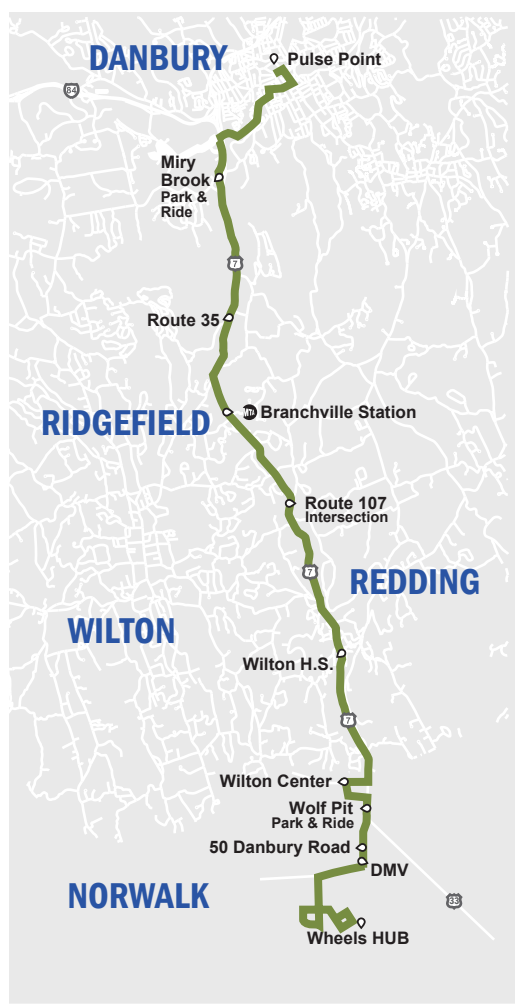 DANBURY
Pulse Point
84
Miry
Brook
Park &
Ride
7
Route 35
RIDGEFIELD
MTA
Branchville Station
Route 107
Intersection
7
REDDING
WILTON
Wilton H.S.
7
Wilton Center
Wolf Pit
Park & Ride
50 Danbury Road
DMV
NORWALK
33
Wheels HUB